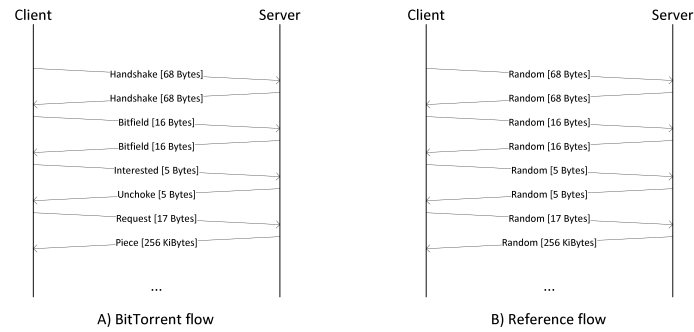 Client Server Client Server
Handshake [68 Bytes] Random [68 Bytes]
Handshake [68 Bytes] Random [68 Bytes]
Bitfield [16 Bytes] Random [16 Bytes]
Bitfield [16 Bytes] Random [16 Bytes]
Interested [5 Bytes] Random [5 Bytes]
Unchoke [5 Bytes] Random [5 Bytes]
Request [17 Bytes] Random [17 Bytes]
Piece [256 KiBytes] Random [256 KiBytes]
... ...
A) BitTorrent flow B) Reference flow